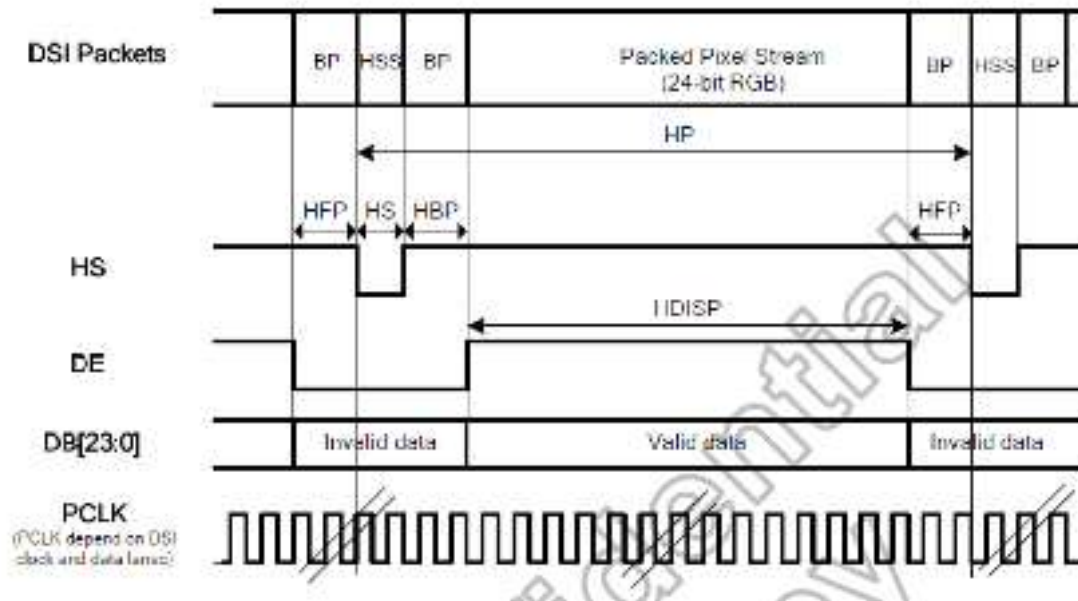 DSI Packets
BP HSS BP Packed Pixel Stream BP HSS BP
(24-bit RGB)
HP
HFP HS HBP HFP
HS
HDISP
DE
DB[23:0] Invalid data Valid data Invalid data
PCLK
(PCLK depend on DSI
clock and data lanes)